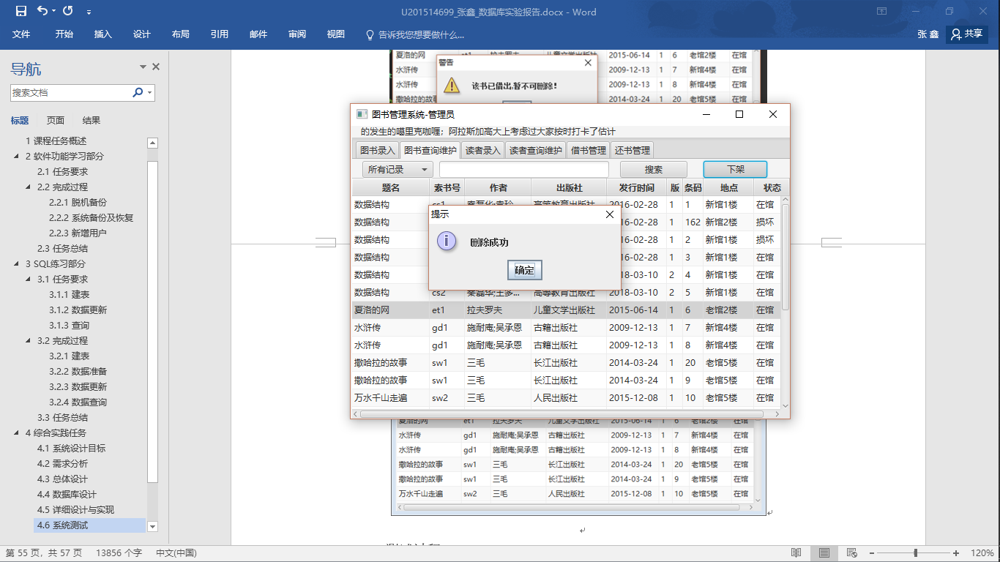 U201514699_张鑫_数据库实验报告.docx - Word
文件 开始 插入 设计 布局 引用 邮件 审阅 视图 告诉我您想要做什么... 张 鑫 共享
导航
搜索文档
标题 页面 结果
1 课程任务概述
2 软件功能学习部分
2.1 任务要求
2.2 完成过程
2.2.1 脱机备份
2.2.2 系统备份及恢复
2.2.3 新增用户
2.3 任务总结
3 SQL练习部分
3.1 任务要求
3.1.1 建表
3.1.2 数据更新
3.1.3 查询
3.2 完成过程
3.2.1 建表
3.2.2 数据准备
3.2.3 数据更新
3.2.4 数据查询
3.3 任务总结
4 综合实践任务
4.1 系统设计目标
4.2 需求分析
4.3 总体设计
4.4 数据库设计
4.5 详细设计与实现
4.6 系统测试
夏洛的网 2015-06-14 1 6 老馆2楼 在馆
警告
水浒传 2009-12-13 1 7 新馆4楼 在馆
水浒传 2009-12-13 1 8 新馆4楼 在馆
该书已借出,暂不可删除!
撒哈拉的故事 2014-03-24 1 20 老馆5楼 在馆
图书管理系统-管理员
的发生的噶里克咖喱；阿拉斯加高大上考虑过大家按时打卡了估计
图书录入 图书查询维护 读者录入 读者查询维护 借书管理 还书管理
所有记录 搜索 下架
题名 索书号 作者 出版社 发行时间 版 条码 地点 状态
数据结构 cs1 高等教育出版社 2016-02-28 1 1 新馆1楼 在馆
数据结构 16-02-28 1 162 新馆2楼 损坏
数据结构 16-02-28 1 2 新馆1楼 损坏
数据结构 16-02-28 1 3 新馆1楼 在馆
数据结构 18-03-10 2 4 新馆1楼 在馆
数据结构 cs2 秦磊华;王多... 高等教育出版社 2018-03-10 2 5 新馆1楼 在馆
夏洛的网 et1 拉夫罗夫 儿童文学出版社 2015-06-14 1 6 老馆2楼 在馆
水浒传 gd1 施耐庵;吴承恩 古籍出版社 2009-12-13 1 7 新馆4楼 在馆
水浒传 gd1 施耐庵;吴承恩 古籍出版社 2009-12-13 1 8 新馆4楼 在馆
撒哈拉的故事 sw1 三毛 长江出版社 2014-03-24 1 20 老馆5楼 在馆
撒哈拉的故事 sw1 三毛 长江出版社 2014-03-24 1 9 老馆5楼 在馆
万水千山走遍 sw2 三毛 人民出版社 2015-12-08 1 10 老馆5楼 在馆
提示
删除成功
确定
夏洛的网 et1 拉夫罗夫 儿童文学出版社 2015-06-14 1 6 老馆2楼 在馆
水浒传 gd1 施耐庵;吴承恩 古籍出版社 2009-12-13 1 7 新馆4楼 在馆
水浒传 gd1 施耐庵;吴承恩 古籍出版社 2009-12-13 1 8 新馆4楼 在馆
撒哈拉的故事 sw1 三毛 长江出版社 2014-03-24 1 20 老馆5楼 在馆
撒哈拉的故事 sw1 三毛 长江出版社 2014-03-24 1 9 老馆5楼 在馆
万水千山走遍 sw2 三毛 人民出版社 2015-12-08 1 10 老馆5楼 在馆
第 55 页，共 57 页 13856 个字 中文(中国) 120%